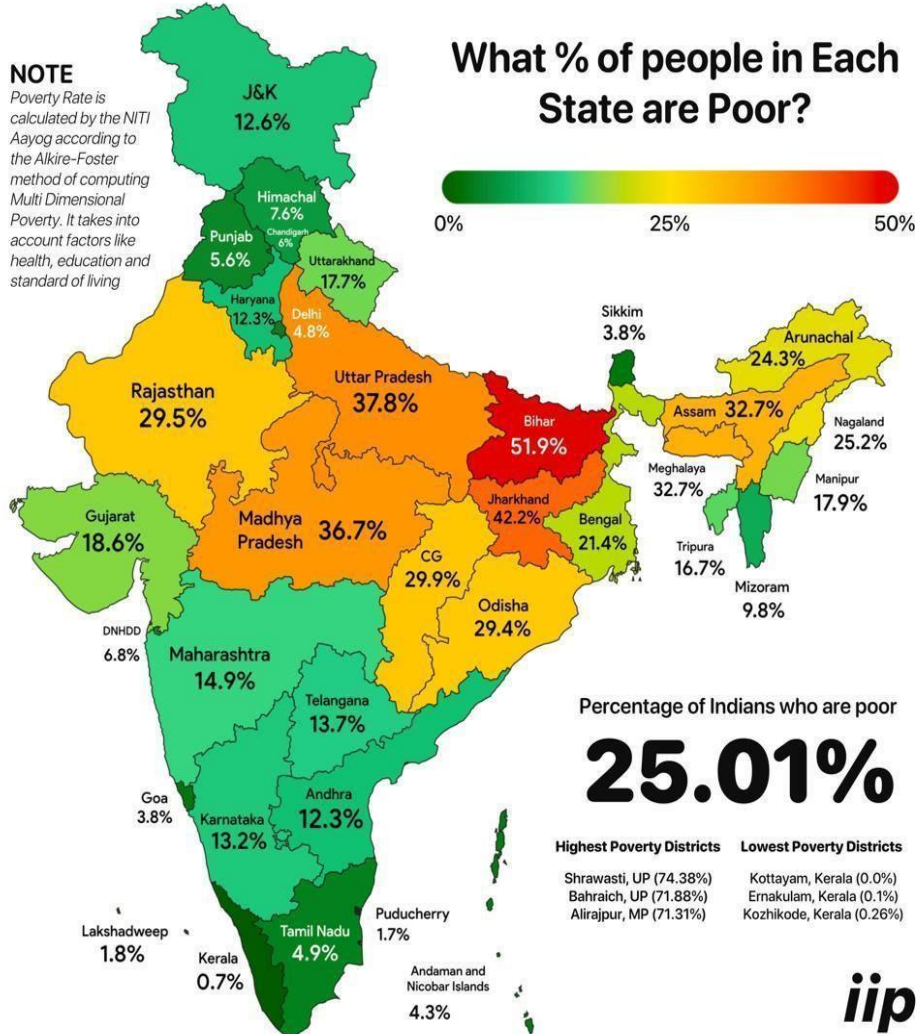 What % of people in Each
State are Poor?
0%
25%
50%
NOTE
Poverty Rate is
calculated by the NITI
Aayog according to
the Alkire-Foster
method of computing
Multi Dimensional
Poverty. It takes into
account factors like
health, education and
standard of living
J&K
12.6%
Himachal
7.6%
Chandigarh
6%
Punjab
5.6%
Uttarakhand
17.7%
Haryana
12.3%
Delhi
4.8%
Sikkim
3.8%
Arunachal
24.3%
Rajasthan
29.5%
Uttar Pradesh
37.8%
Bihar
51.9%
Assam 32.7%
Nagaland
25.2%
Meghalaya
32.7%
Manipur
17.9%
Gujarat
18.6%
Madhya
Pradesh
36.7%
Jharkhand
42.2%
Bengal
21.4%
Tripura
16.7%
Mizoram
9.8%
CG
29.9%
Odisha
29.4%
DNHDD
6.8%
Maharashtra
14.9%
Telangana
13.7%
Goa
3.8%
Karnataka
13.2%
Andhra
12.3%
Lakshadweep
1.8%
Kerala
0.7%
Tamil Nadu
4.9%
Puducherry
1.7%
Andaman and
Nicobar Islands
4.3%
Percentage of Indians who are poor
25.01%
Highest Poverty Districts
Shrawasti, UP (74.38%)
Bahraich, UP (71.88%)
Alirajpur, MP (71.31%)
Lowest Poverty Districts
Kottayam, Kerala (0.0%)
Ernakulam, Kerala (0.1%)
Kozhikode, Kerala (0.26%)
iip